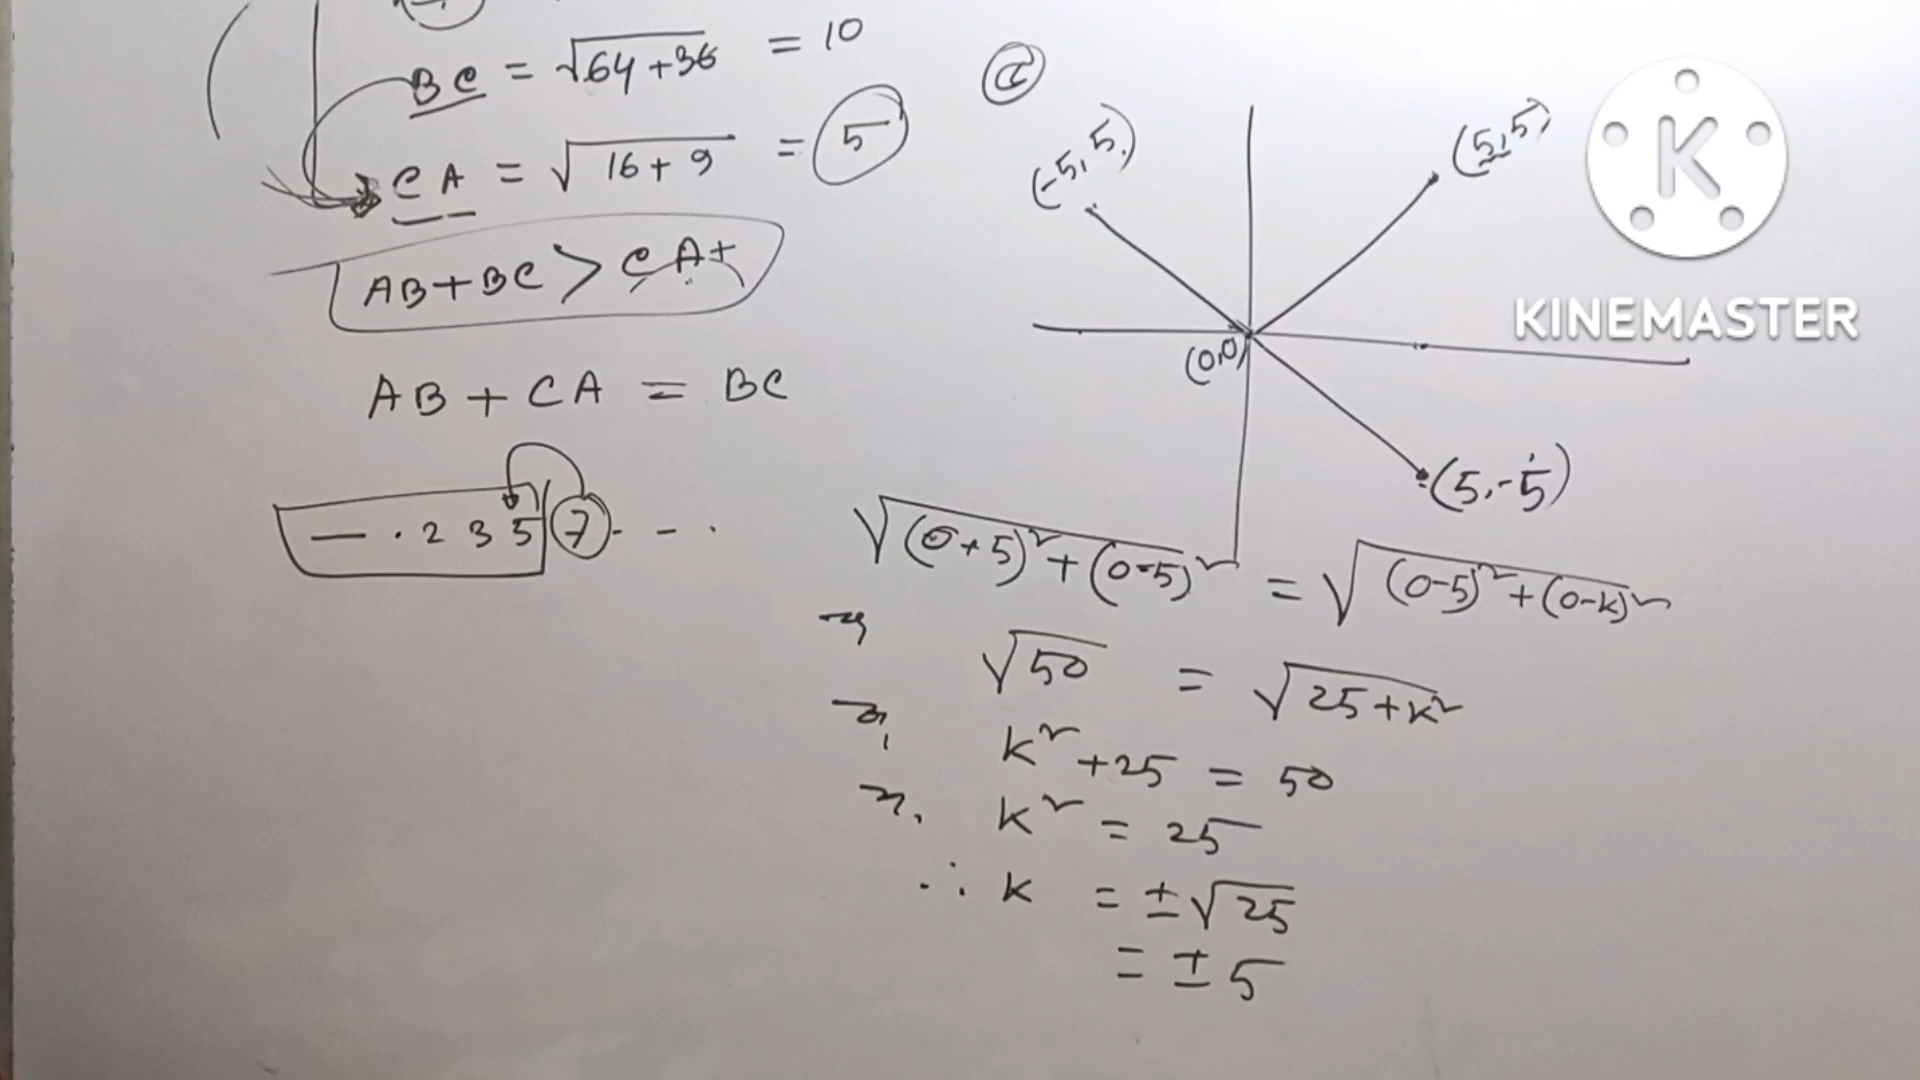 BC = √64+36 = 10
CA = √16+9 = 5
AB+BC > CA+
AB + CA = BC
— . 2 3 5 7 - - .
(-5, 5)
(5, 5)
K
KINEMASTER
(0,0)
(5, -5)
√(0+5)²+(0-5)² = √(0-5)²+(0-k)²
√50 = √25+k²
k²+25 = 50
k² = 25
∴ k = ±√25
= ±5